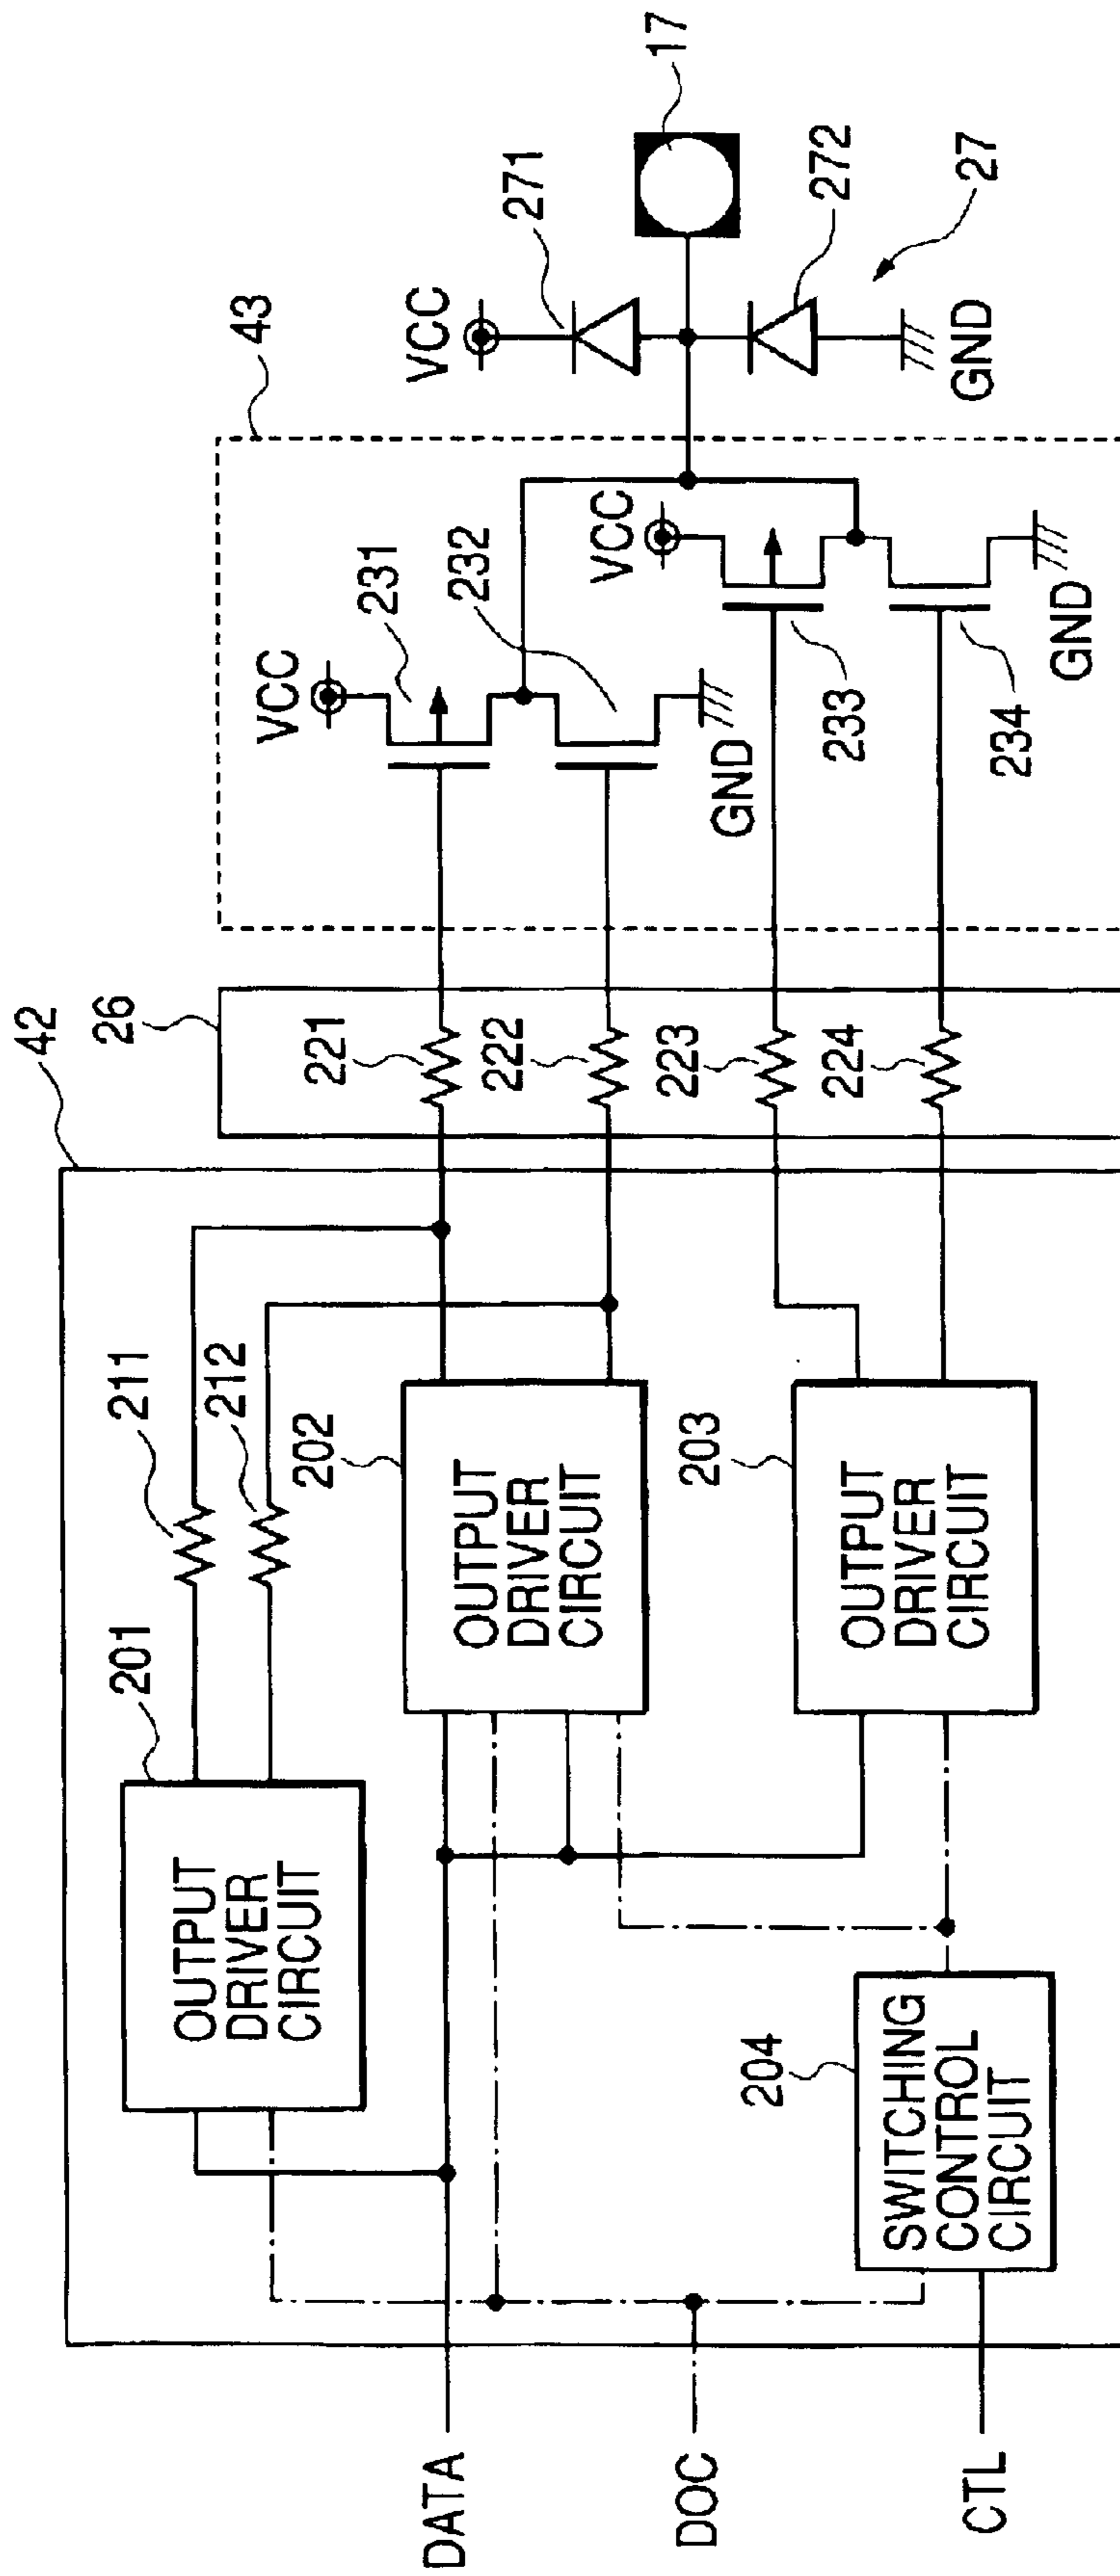 42
26
43
VCC
271
17
VCC
231
232
VCC
272
27
GND
GND
233
234
GND
221
222
223
224
211
212
201
OUTPUT
DRIVER
CIRCUIT
202
OUTPUT
DRIVER
CIRCUIT
203
OUTPUT
DRIVER
CIRCUIT
204
SWITCHING
CONTROL
CIRCUIT
DATA
DOC
CTL